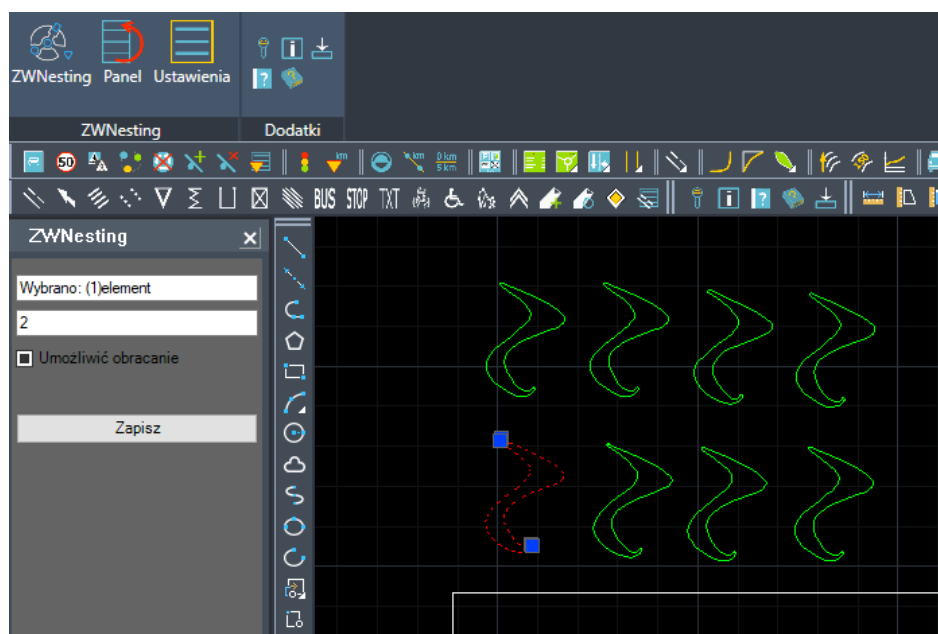 ZWNesting Panel Ustawienia
ZWNesting Dodatki
50 km km 0 km 5 km
BUS STOP TXT
ZWNesting
Wybrano: (1)element
2
Umożliwić obracanie
Zapisz